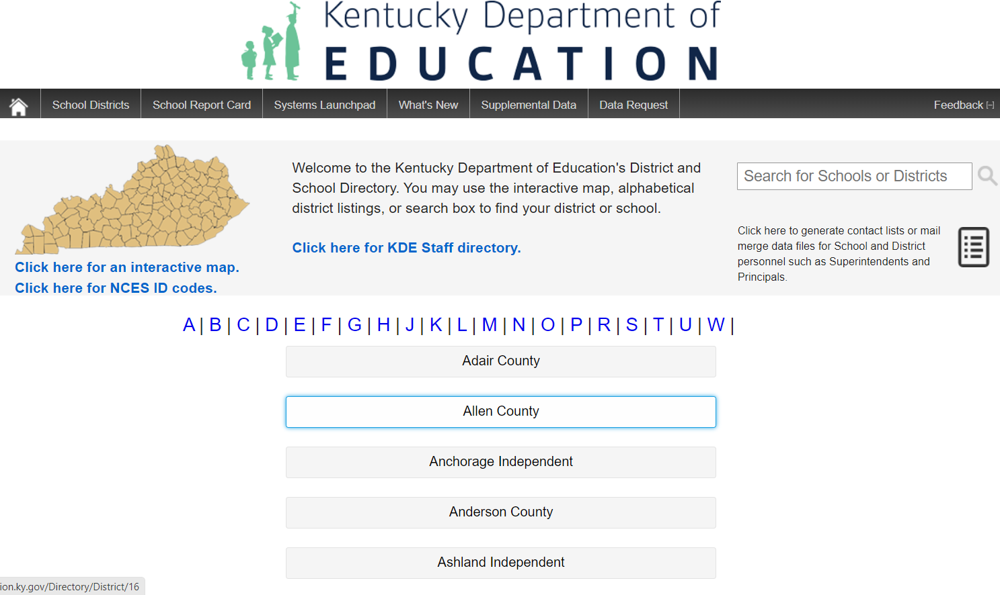 Kentucky Department of
EDUCATION
School Districts
School Report Card
Systems Launchpad
What's New
Supplemental Data
Data Request
Feedback [-]
Click here for an interactive map.
Click here for NCES ID codes.
Welcome to the Kentucky Department of Education's District and
School Directory. You may use the interactive map, alphabetical
district listings, or search box to find your district or school.
Click here for KDE Staff directory.
Search for Schools or Districts
Click here to generate contact lists or mail
merge data files for School and District
personnel such as Superintendents and
Principals.
A | B | C | D | E | F | G | H | J | K | L | M | N | O | P | R | S | T | U | W |
Adair County
Allen County
Anchorage Independent
Anderson County
Ashland Independent
ion.ky.gov/Directory/District/16